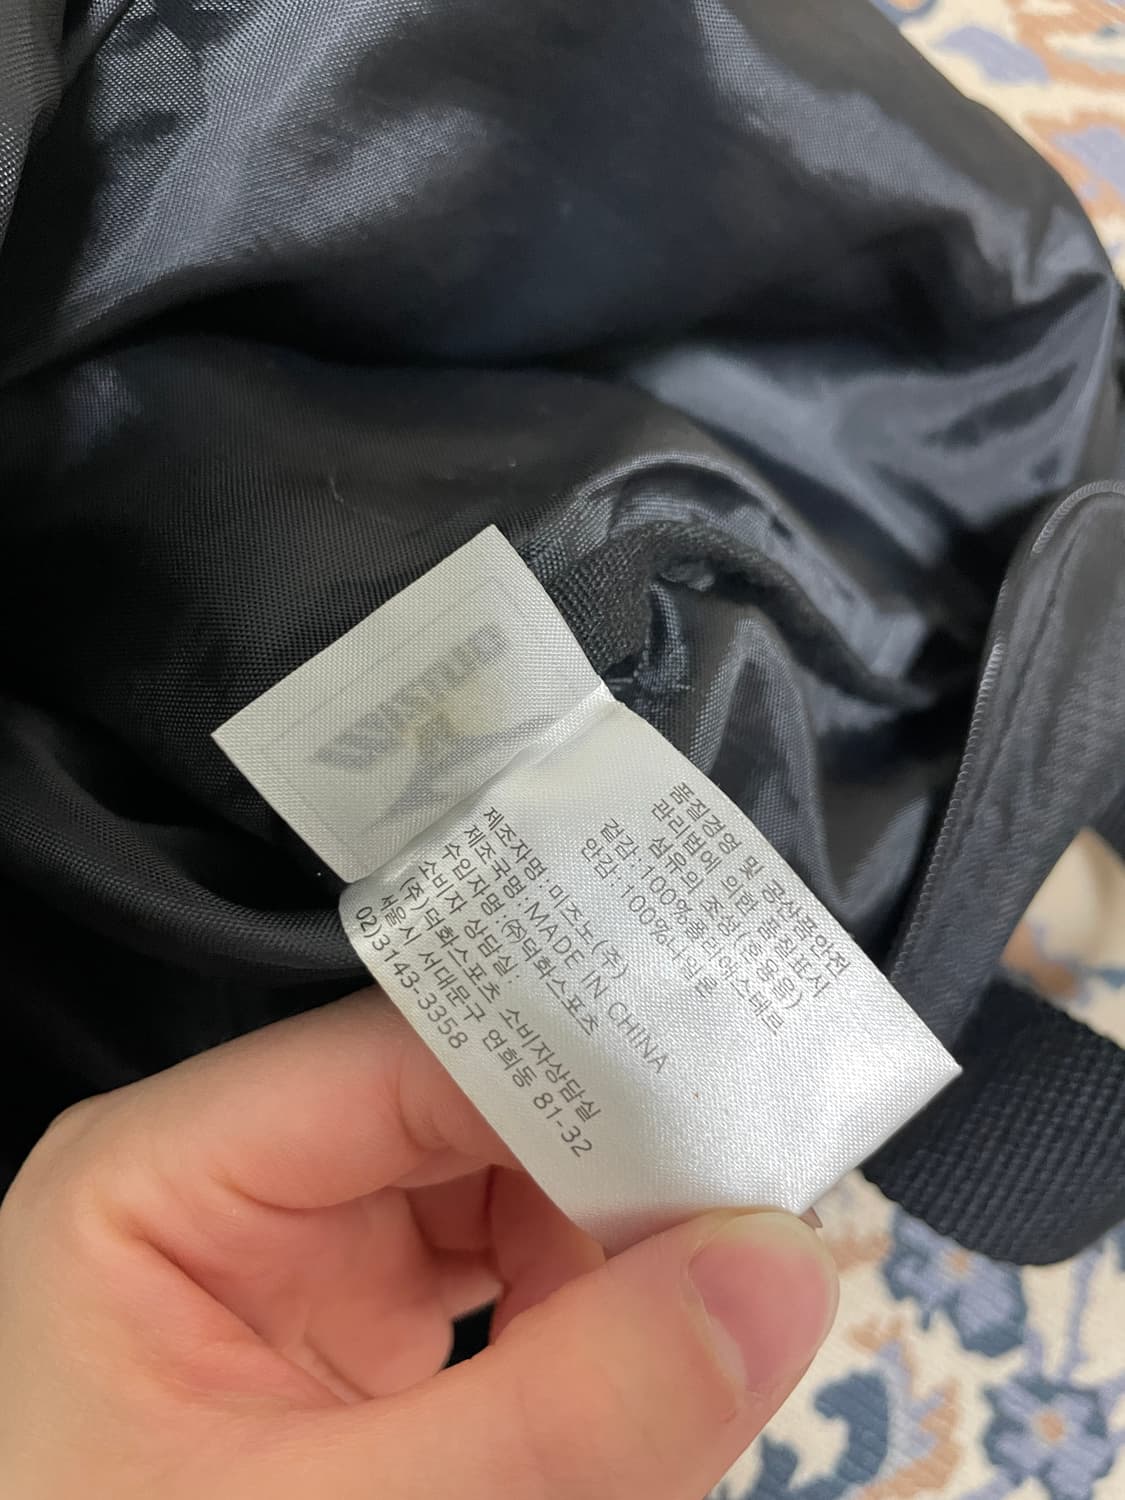 품질경영 및 공산품안전
관리법에 의한 품질표시
섬유의 조성(혼용율)
겉감:100%폴리에스테르
안감:100%나일론
제조자명:미즈노(주)
제조국명:MADE IN CHINA
수입자명:(주)덕화스포츠
소비자 상담실:
(주)덕화스포츠 소비자상담실
서울시 서대문구 연희동 81-32
02)3143-3358